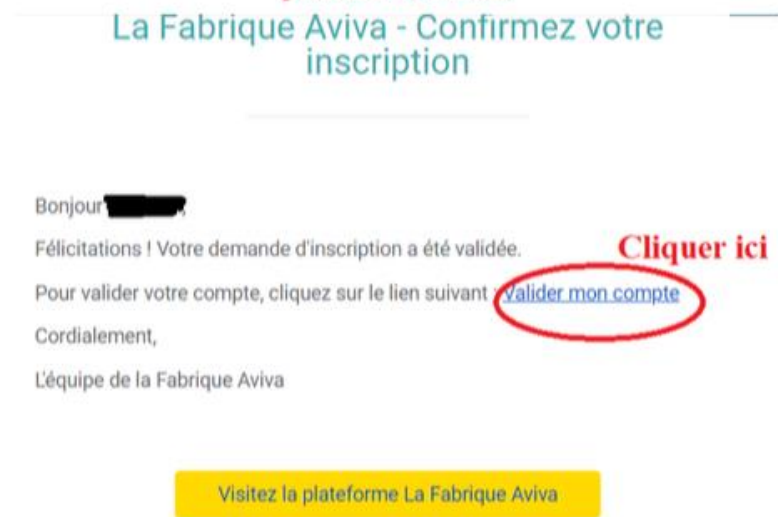 La Fabrique Aviva - Confirmez votre
inscription
Bonjour
Félicitations ! Votre demande d'inscription a été validée.
Cliquer ici
Pour valider votre compte, cliquez sur le lien suivant : Valider mon compte
Cordialement,
L'équipe de la Fabrique Aviva
Visitez la plateforme La Fabrique Aviva